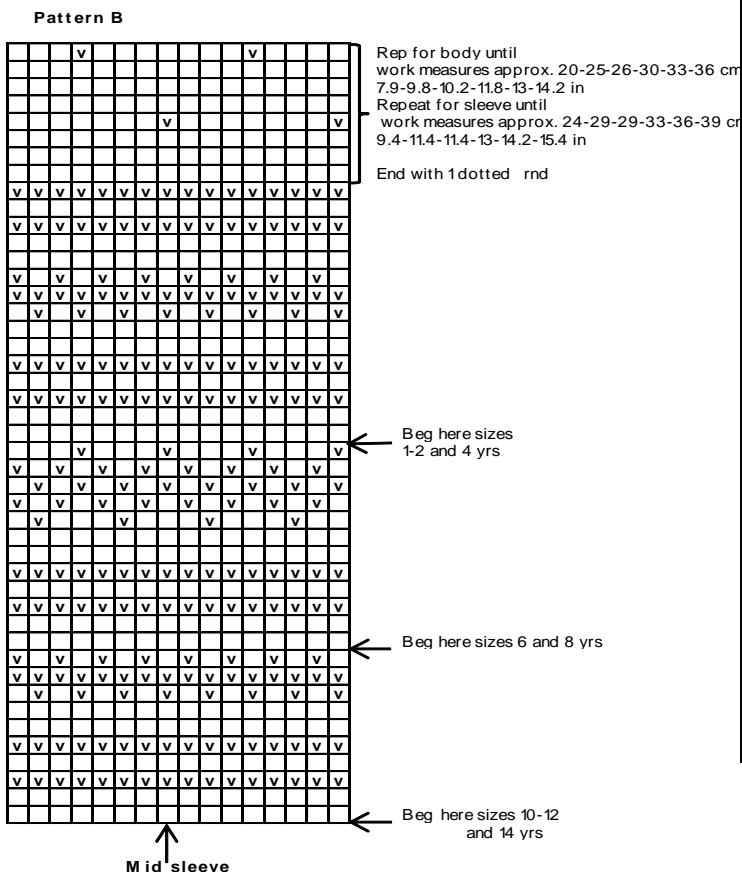 Pattern B
Rep for body until
work measures approx. 20-25-26-30-33-36 cm
7.9-9.8-10.2-11.8-13-14.2 in
Repeat for sleeve until
work measures approx. 24-29-29-33-36-39
9.4-11.4-11.4-13-14.2-15.4 in
End with 1 dotted rnd
Beg here sizes
1-2 and 4 yrs
Beg here sizes 6 and 8 yrs
Beg here sizes 10-12
and 14 yrs
Mid sleeve